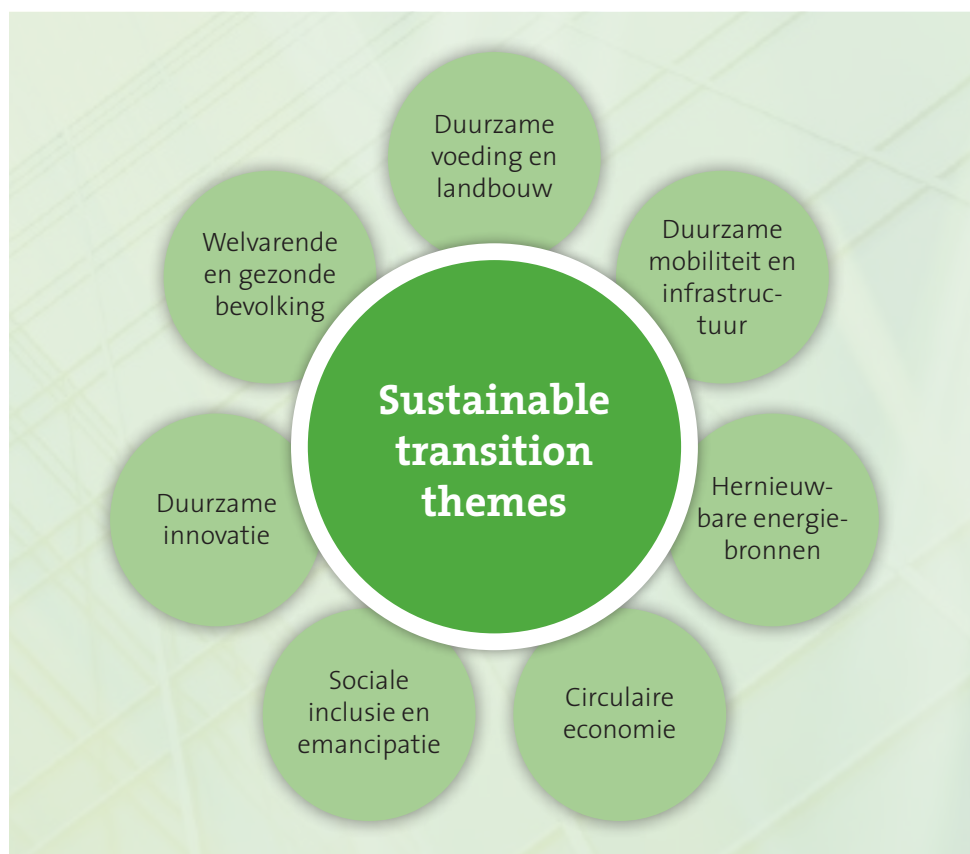 Duurzame
voeding en
landbouw
Duurzame
mobiliteit en
infrastruc-
tuur
Hernieuw-
bare energie-
bronnen
Circulaire
economie
Sociale
inclusie en
emancipatie
Duurzame
innovatie
Welvarende
en gezonde
bevolking
Sustainable
transition
themes